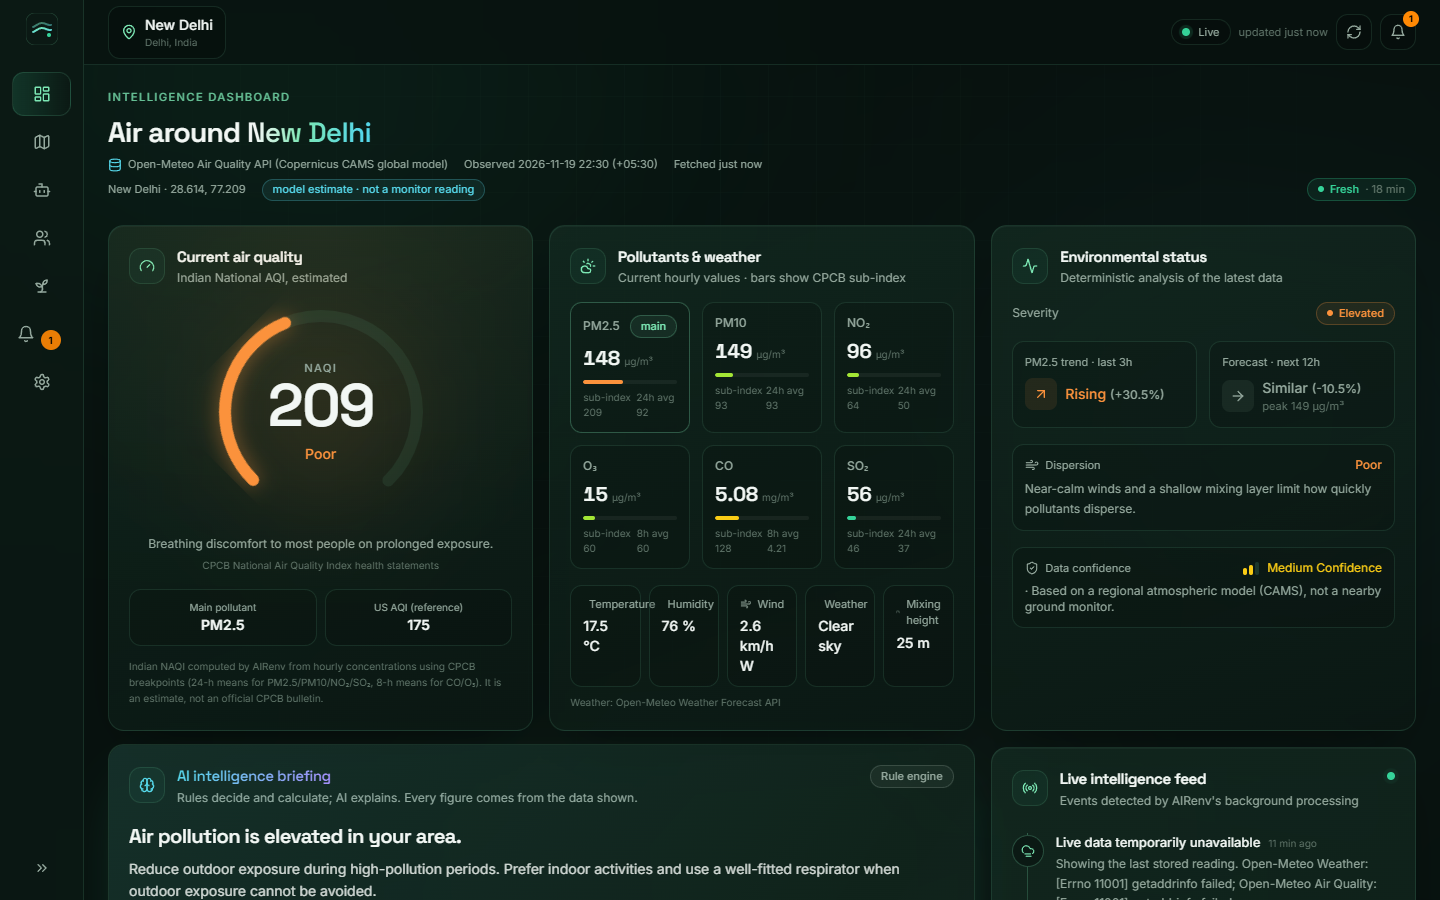 New Delhi
Delhi, India
Live
updated just now
1
INTELLIGENCE DASHBOARD
Air around New Delhi
Open-Meteo Air Quality API (Copernicus CAMS global model) Observed 2026-11-19 22:30 (+05:30) Fetched just now
New Delhi · 28.614, 77.209
model estimate · not a monitor reading
Fresh · 18 min
1
Current air quality
Indian National AQI, estimated
NAQI
209
Poor
Breathing discomfort to most people on prolonged exposure.
CPCB National Air Quality Index health statements
Main pollutant
PM2.5
US AQI (reference)
175
Indian NAQI computed by AIRenv from hourly concentrations using CPCB
breakpoints (24-h means for PM2.5/PM10/NO₂/SO₂, 8-h means for CO/O₃). It is
an estimate, not an official CPCB bulletin.
Pollutants & weather
Current hourly values · bars show CPCB sub-index
PM2.5 main
148 µg/m³
sub-index 24h avg
209 92
PM10
149 µg/m³
sub-index 24h avg
93 93
NO₂
96 µg/m³
sub-index 24h avg
64 50
O₃
15 µg/m³
sub-index 8h avg
60 60
CO
5.08 mg/m³
sub-index 8h avg
128 4.21
SO₂
56 µg/m³
sub-index 24h avg
46 37
Temperature
17.5
°C
Humidity
76 %
Wind
2.6
km/h
W
Weather
Clear
sky
Mixing
height
25 m
Weather: Open-Meteo Weather Forecast API
Environmental status
Deterministic analysis of the latest data
Severity
Elevated
PM2.5 trend · last 3h
Rising (+30.5%)
Forecast · next 12h
Similar (-10.5%)
peak 149 µg/m³
Dispersion
Poor
Near-calm winds and a shallow mixing layer limit how quickly
pollutants disperse.
Data confidence
Medium Confidence
· Based on a regional atmospheric model (CAMS), not a nearby
ground monitor.
AI intelligence briefing
Rules decide and calculate; AI explains. Every figure comes from the data shown.
Rule engine
Air pollution is elevated in your area.
Reduce outdoor exposure during high-pollution periods. Prefer indoor activities and use a well-fitted respirator when
outdoor exposure cannot be avoided.
Live intelligence feed
Events detected by AIRenv's background processing
Live data temporarily unavailable 11 min ago
Showing the last stored reading. Open-Meteo Weather:
[Errno 11001] getaddrinfo failed; Open-Meteo Air Quality:
[Errno 11001] getaddrinfo failed